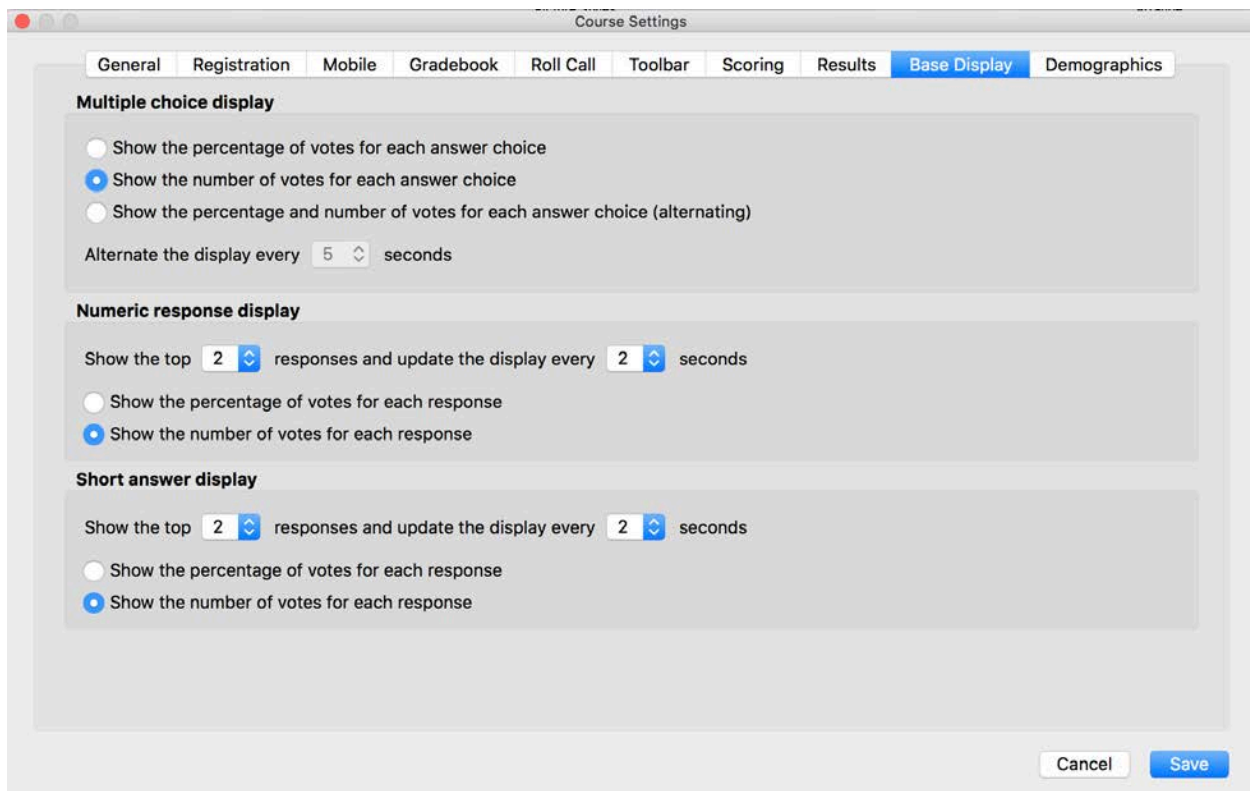 Course Settings
General Registration Mobile Gradebook Roll Call Toolbar Scoring Results Base Display Demographics
Multiple choice display
Show the percentage of votes for each answer choice
Show the number of votes for each answer choice
Show the percentage and number of votes for each answer choice (alternating)
Alternate the display every 5 seconds
Numeric response display
Show the top 2 responses and update the display every 2 seconds
Show the percentage of votes for each response
Show the number of votes for each response
Short answer display
Show the top 2 responses and update the display every 2 seconds
Show the percentage of votes for each response
Show the number of votes for each response
Cancel Save